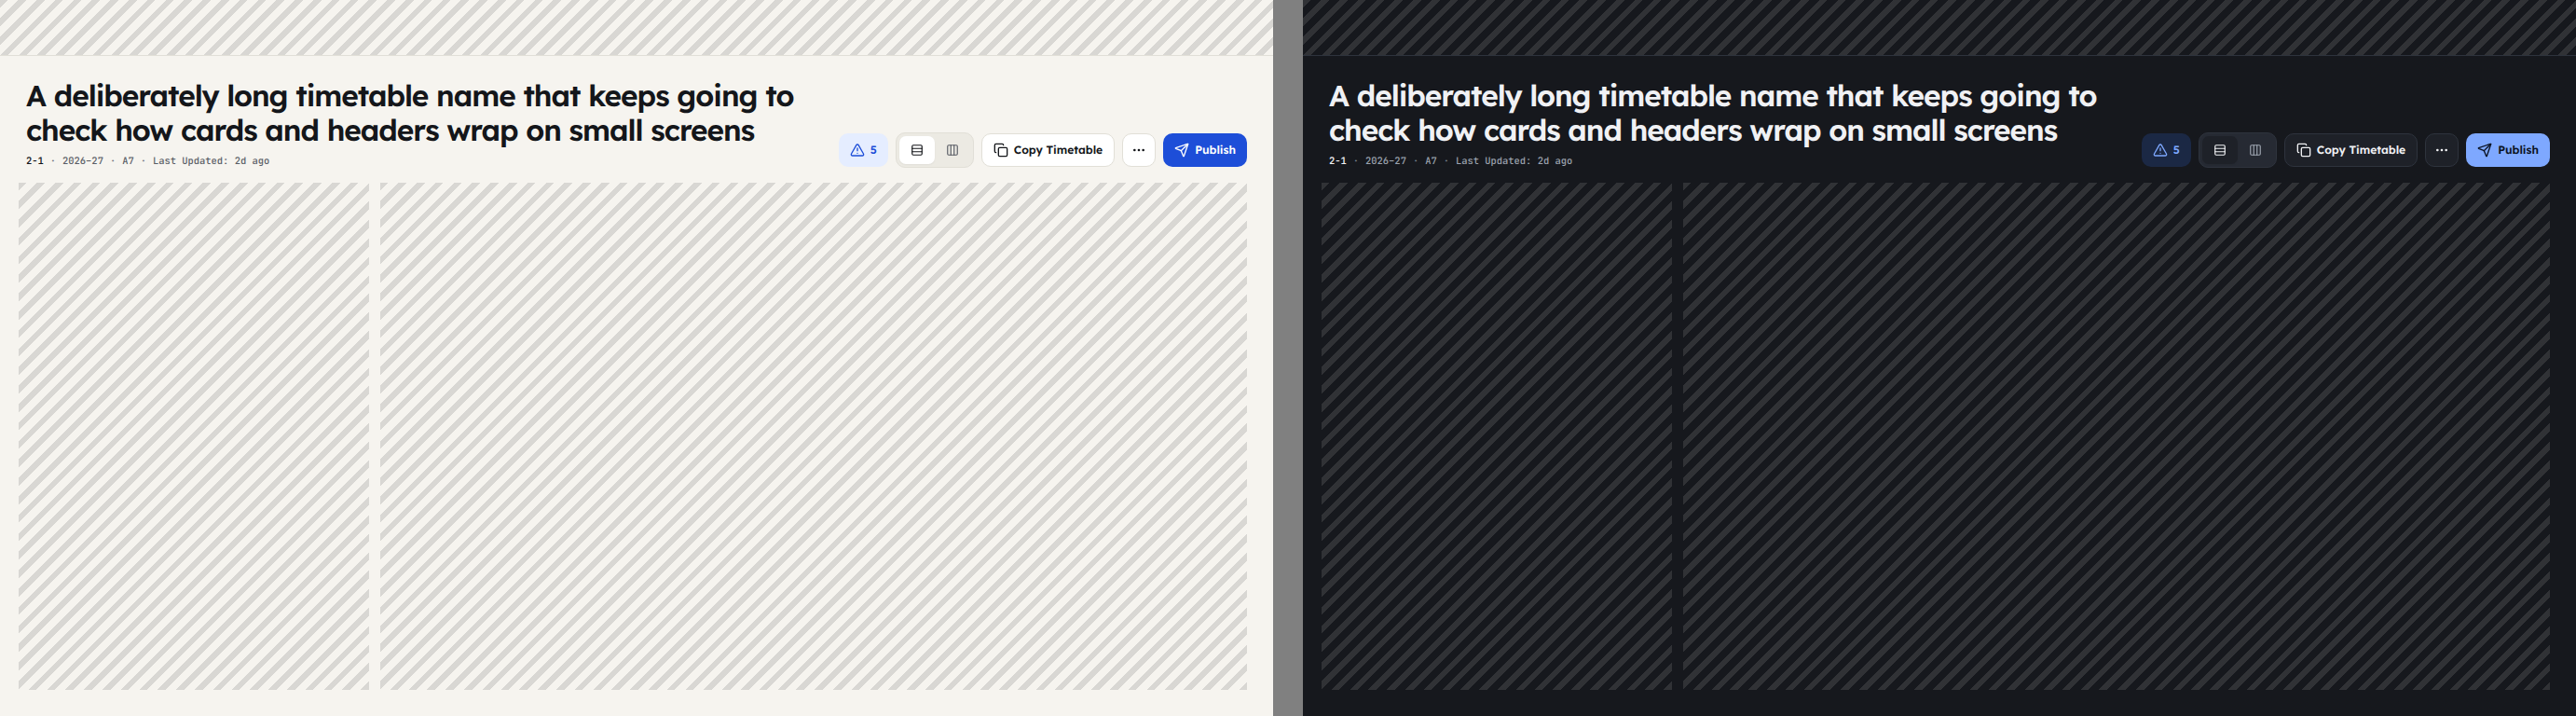 A deliberately long timetable name that keeps going to
check how cards and headers wrap on small screens
2-1 · 2026-27 · A7 · Last Updated: 2d ago
5
Copy Timetable
Publish
A deliberately long timetable name that keeps going to
check how cards and headers wrap on small screens
2-1 · 2026-27 · A7 · Last Updated: 2d ago
5
Copy Timetable
Publish